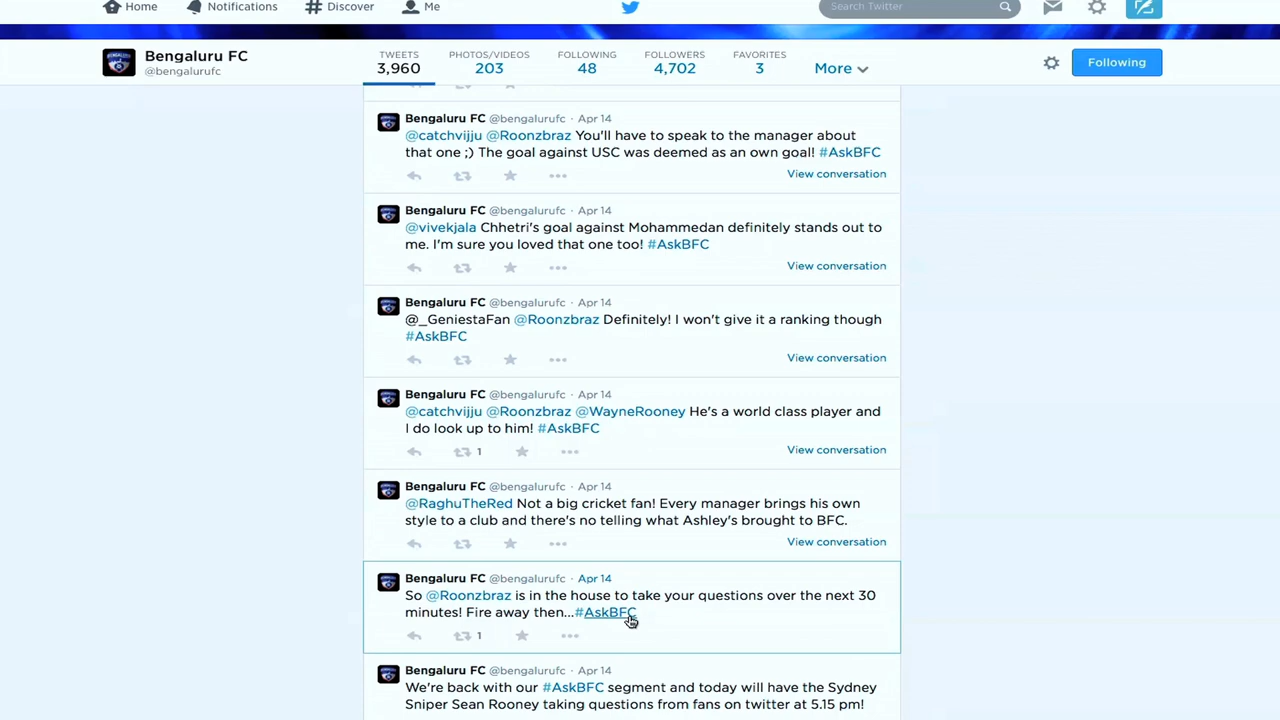 Home Notifications Discover Me Search Twitter
Bengaluru FC
@bengalurufc
TWEETS PHOTOS/VIDEOS FOLLOWING FOLLOWERS FAVORITES
3,960 203 48 4,702 3 More Following
Bengaluru FC @bengalurufc · Apr 14
@catchvijju @Roonzbraz You'll have to speak to the manager about
that one ;) The goal against USC was deemed as an own goal! #AskBFC
View conversation
Bengaluru FC @bengalurufc · Apr 14
@vivekjala Chhetri's goal against Mohammedan definitely stands out to
me. I'm sure you loved that one too! #AskBFC
View conversation
Bengaluru FC @bengalurufc · Apr 14
@_GeniestaFan @Roonzbraz Definitely! I won't give it a ranking though
#AskBFC
View conversation
Bengaluru FC @bengalurufc · Apr 14
@catchvijju @Roonzbraz @WayneRooney He's a world class player and
I do look up to him! #AskBFC
1 View conversation
Bengaluru FC @bengalurufc · Apr 14
@RaghuTheRed Not a big cricket fan! Every manager brings his own
style to a club and there's no telling what Ashley's brought to BFC.
View conversation
Bengaluru FC @bengalurufc · Apr 14
So @Roonzbraz is in the house to take your questions over the next 30
minutes! Fire away then...#AskBFC
1
Bengaluru FC @bengalurufc · Apr 14
We're back with our #AskBFC segment and today will have the Sydney
Sniper Sean Rooney taking questions from fans on twitter at 5.15 pm!